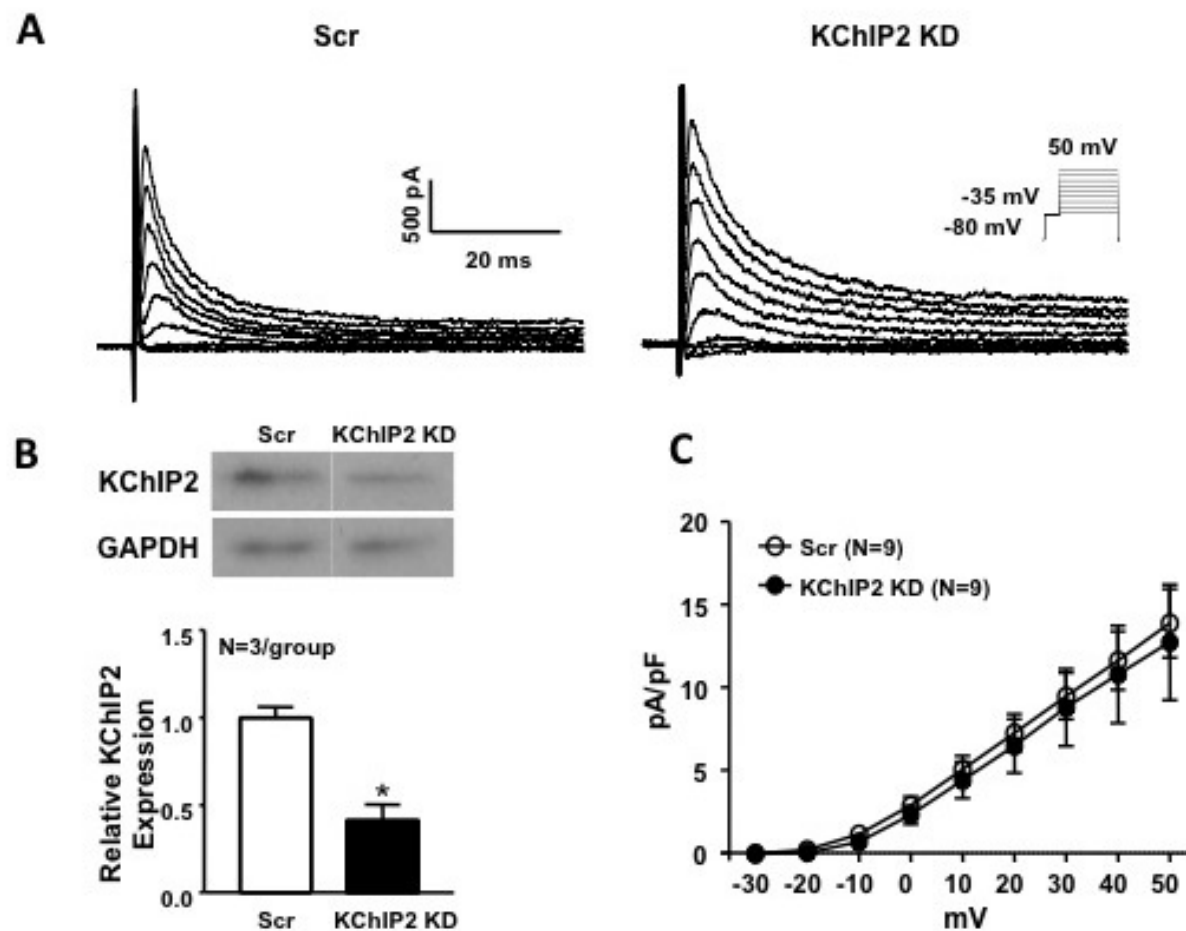 A
Scr
KChIP2 KD
500 pA
20 ms
50 mV
-35 mV
-80 mV
B
Scr KChIP2 KD
KChIP2
GAPDH
Relative KChIP2
Expression
1.5
1.0
0.5
0.0
N=3/group
*
Scr KChIP2 KD
C
pA/pF
20
15
10
5
0
Scr (N=9)
KChIP2 KD (N=9)
-30 -20 -10 0 10 20 30 40 50
mV